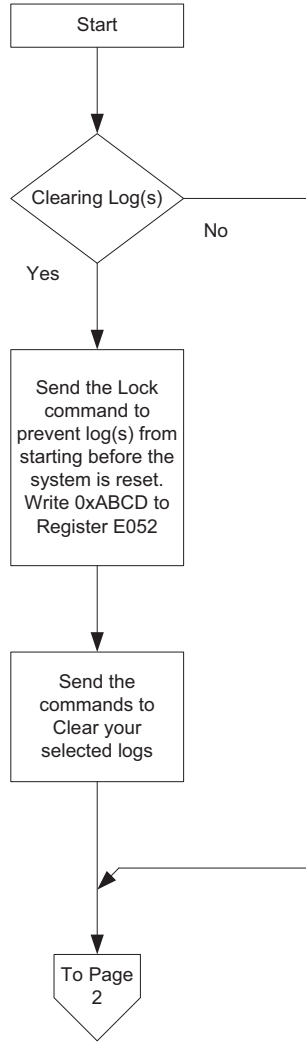 Start
Clearing Log(s)
No
Yes
Send the Lock
command to
prevent log(s) from
starting before the
system is reset.
Write 0xABCD to
Register E052
Send the
commands to
Clear your
selected logs
To Page
2